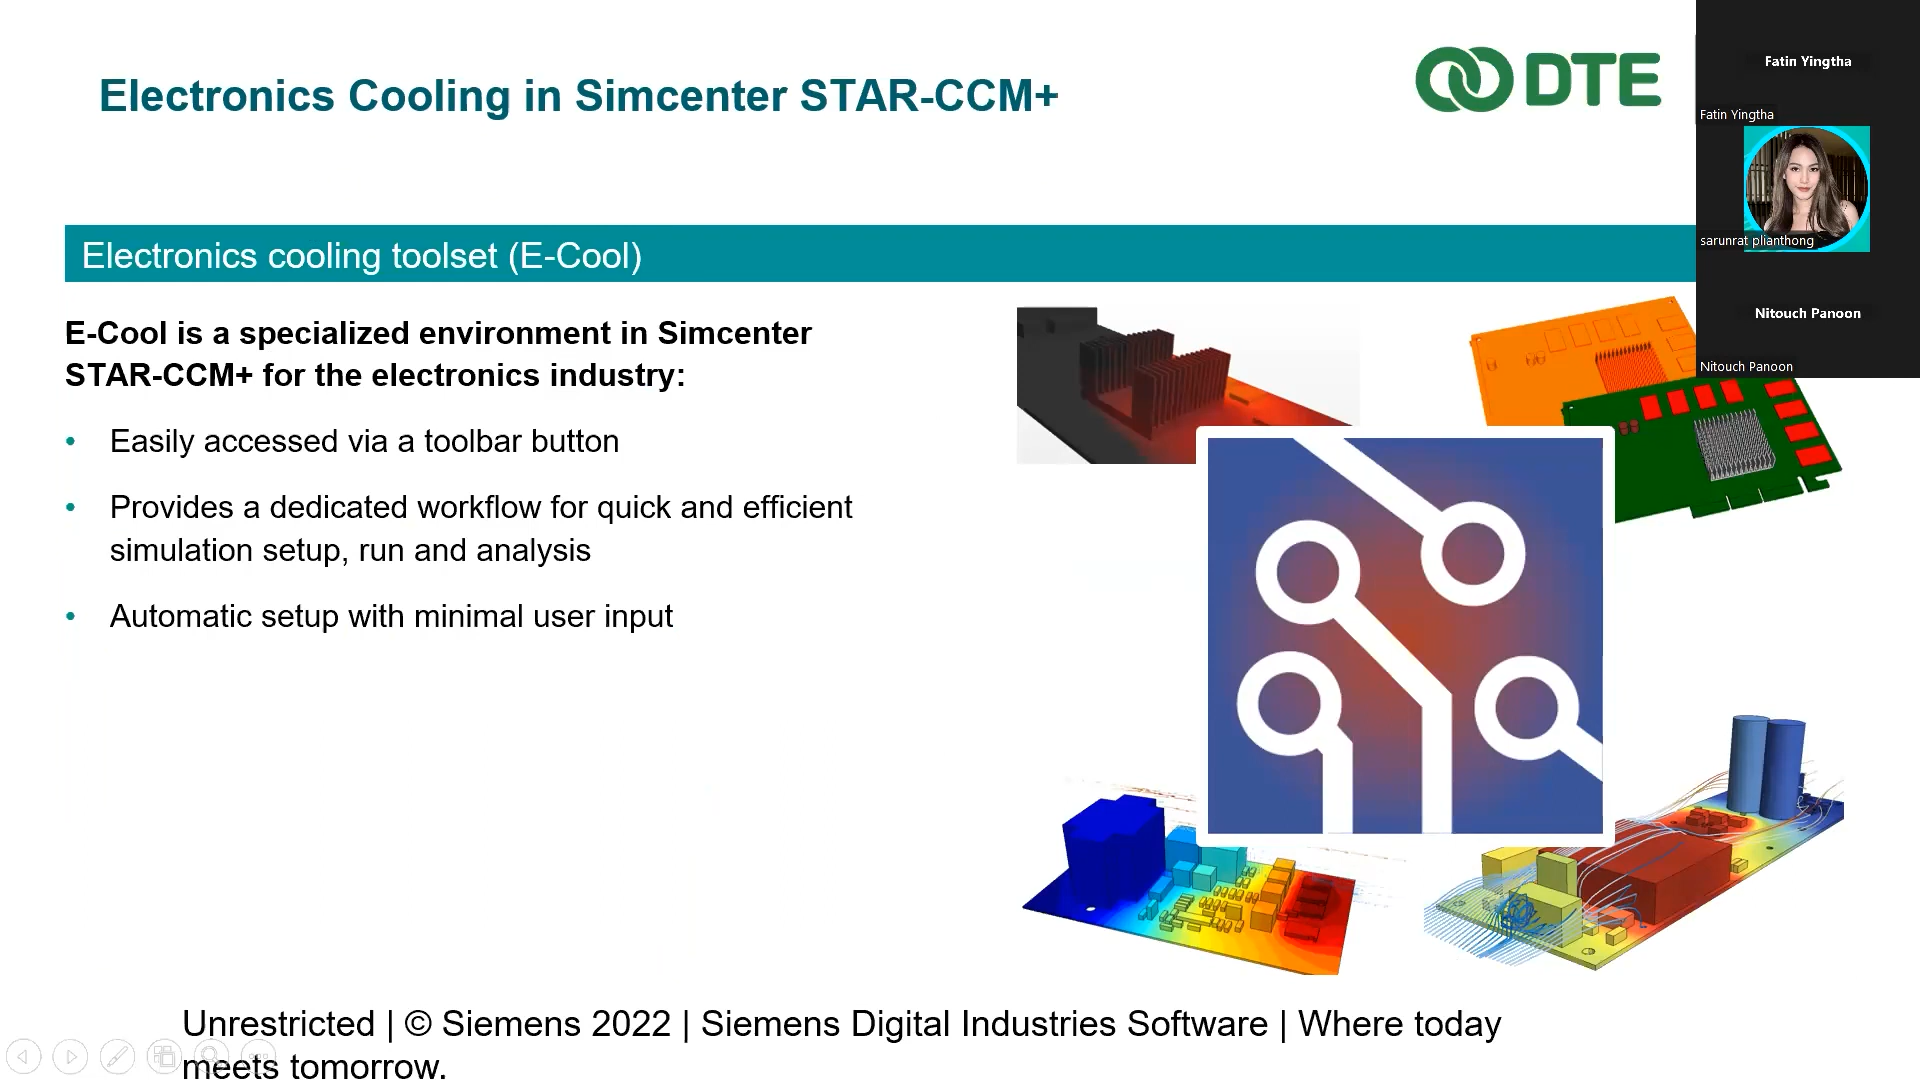 Electronics Cooling in Simcenter STAR-CCM+
DTE
Fatin Yingtha
Fatin Yingtha
sarunrat plianthong
Nitouch Panoon
Nitouch Panoon
Electronics cooling toolset (E-Cool)
E-Cool is a specialized environment in Simcenter
STAR-CCM+ for the electronics industry:
• Easily accessed via a toolbar button
• Provides a dedicated workflow for quick and efficient
simulation setup, run and analysis
• Automatic setup with minimal user input
Unrestricted | © Siemens 2022 | Siemens Digital Industries Software | Where today
meets tomorrow.